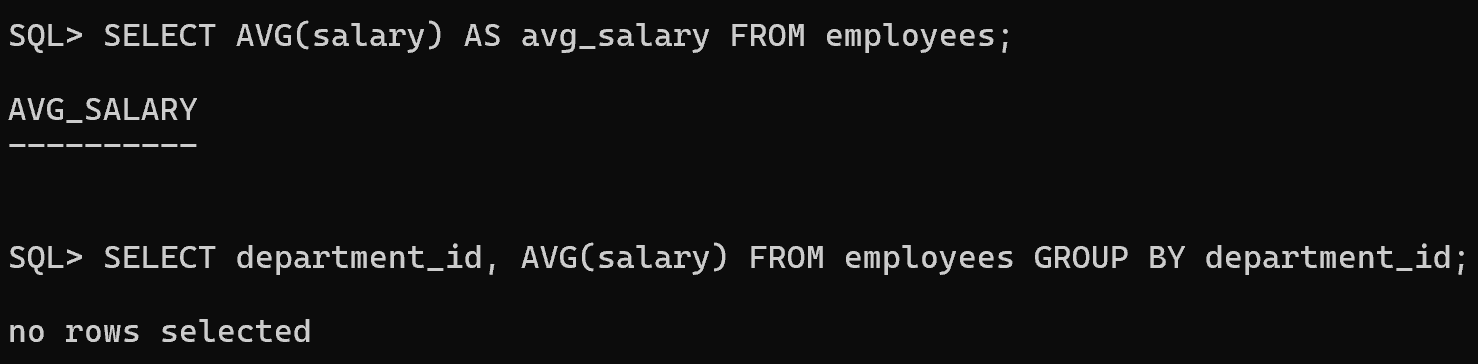 SQL> SELECT AVG(salary) AS avg_salary FROM employees;
AVG_SALARY
----------
SQL> SELECT department_id, AVG(salary) FROM employees GROUP BY department_id;
no rows selected